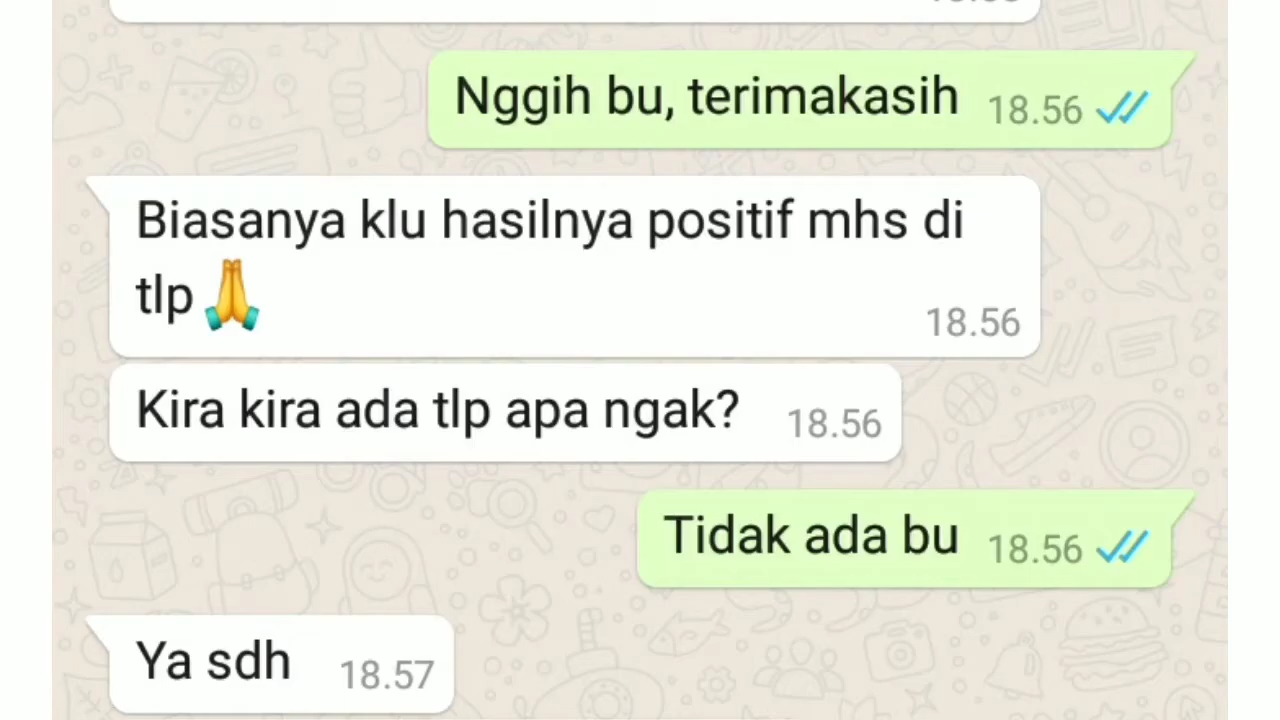 Nggih bu, terimakasih 18.56
Biasanya klu hasilnya positif mhs di
tlp🙏
18.56
Kira kira ada tlp apa ngak? 18.56
Tidak ada bu 18.56
Ya sdh 18.57